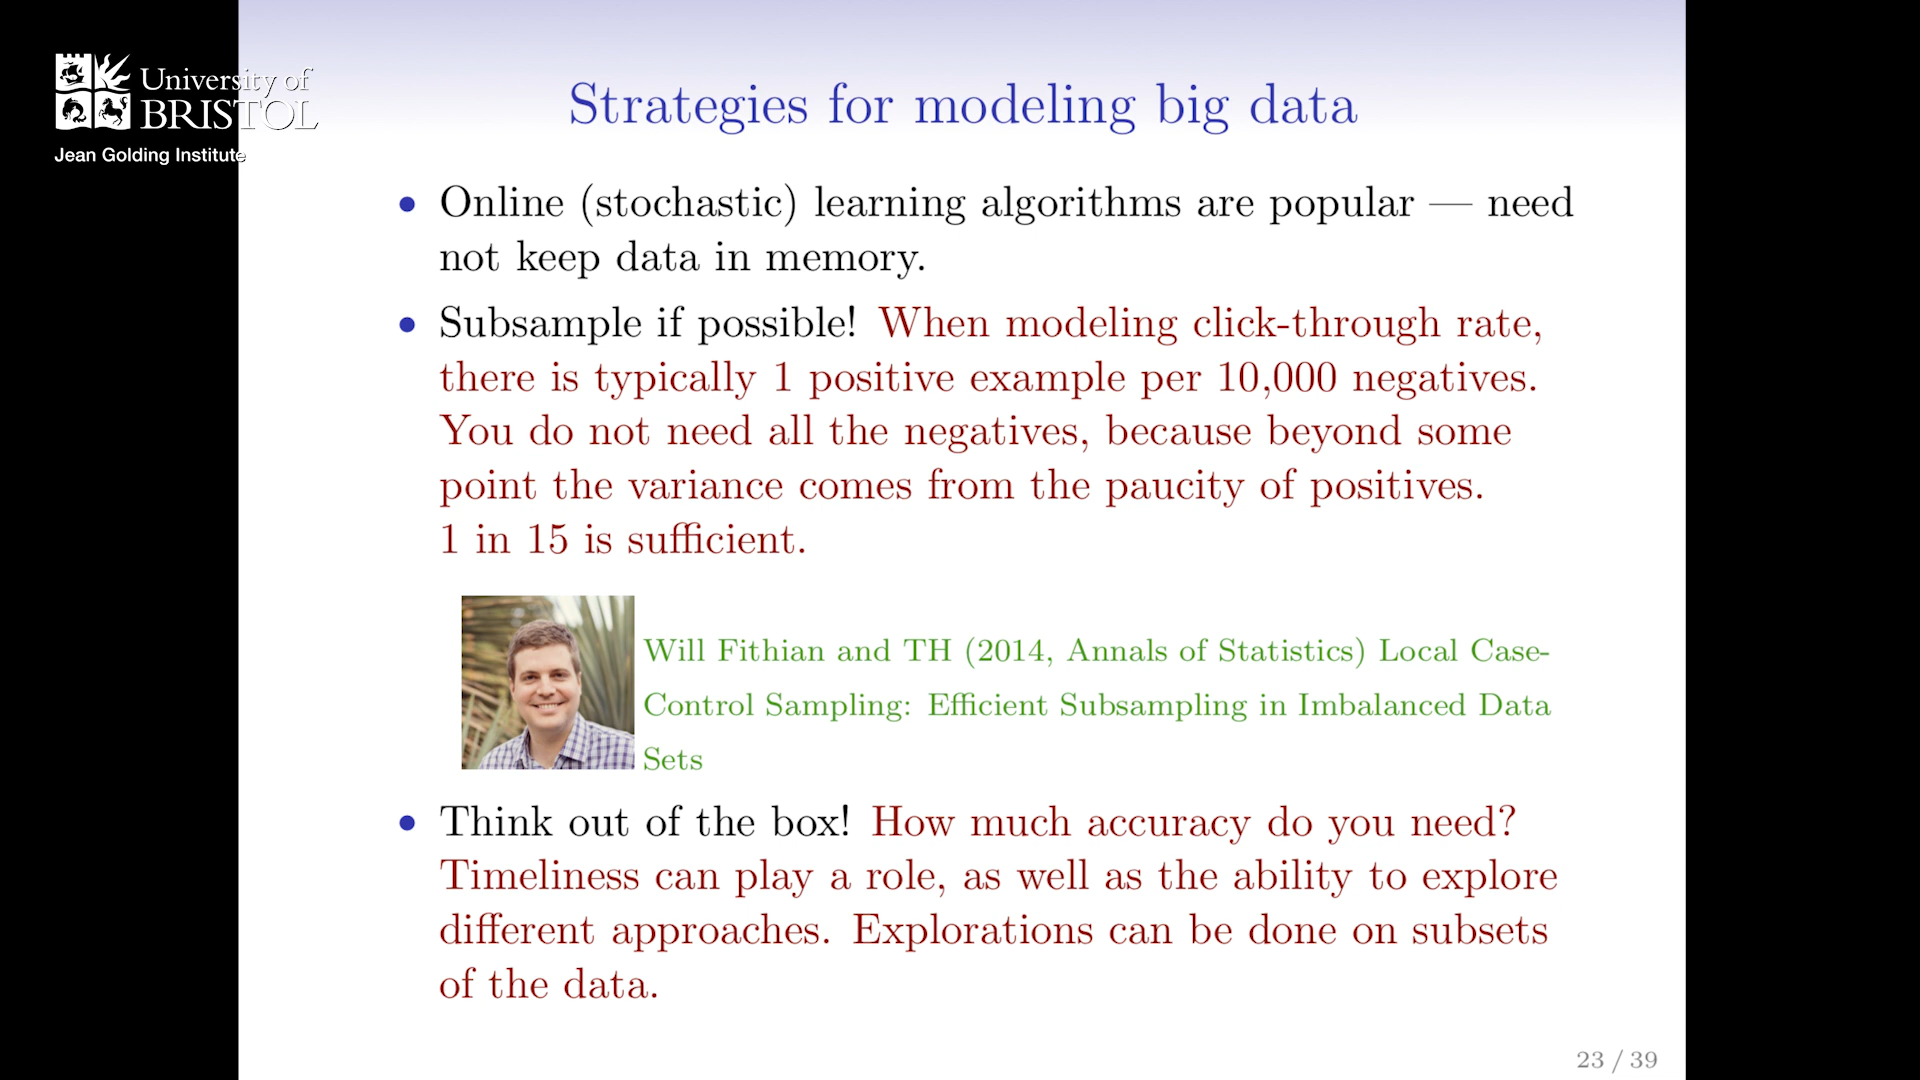 University of
BRISTOL
Jean Golding Institute
Strategies for modeling big data
• Online (stochastic) learning algorithms are popular — need
not keep data in memory.
• Subsample if possible! When modeling click-through rate,
there is typically 1 positive example per 10,000 negatives.
You do not need all the negatives, because beyond some
point the variance comes from the paucity of positives.
1 in 15 is sufficient.
Will Fithian and TH (2014, Annals of Statistics) Local Case-
Control Sampling: Efficient Subsampling in Imbalanced Data
Sets
• Think out of the box! How much accuracy do you need?
Timeliness can play a role, as well as the ability to explore
different approaches. Explorations can be done on subsets
of the data.
23 / 39